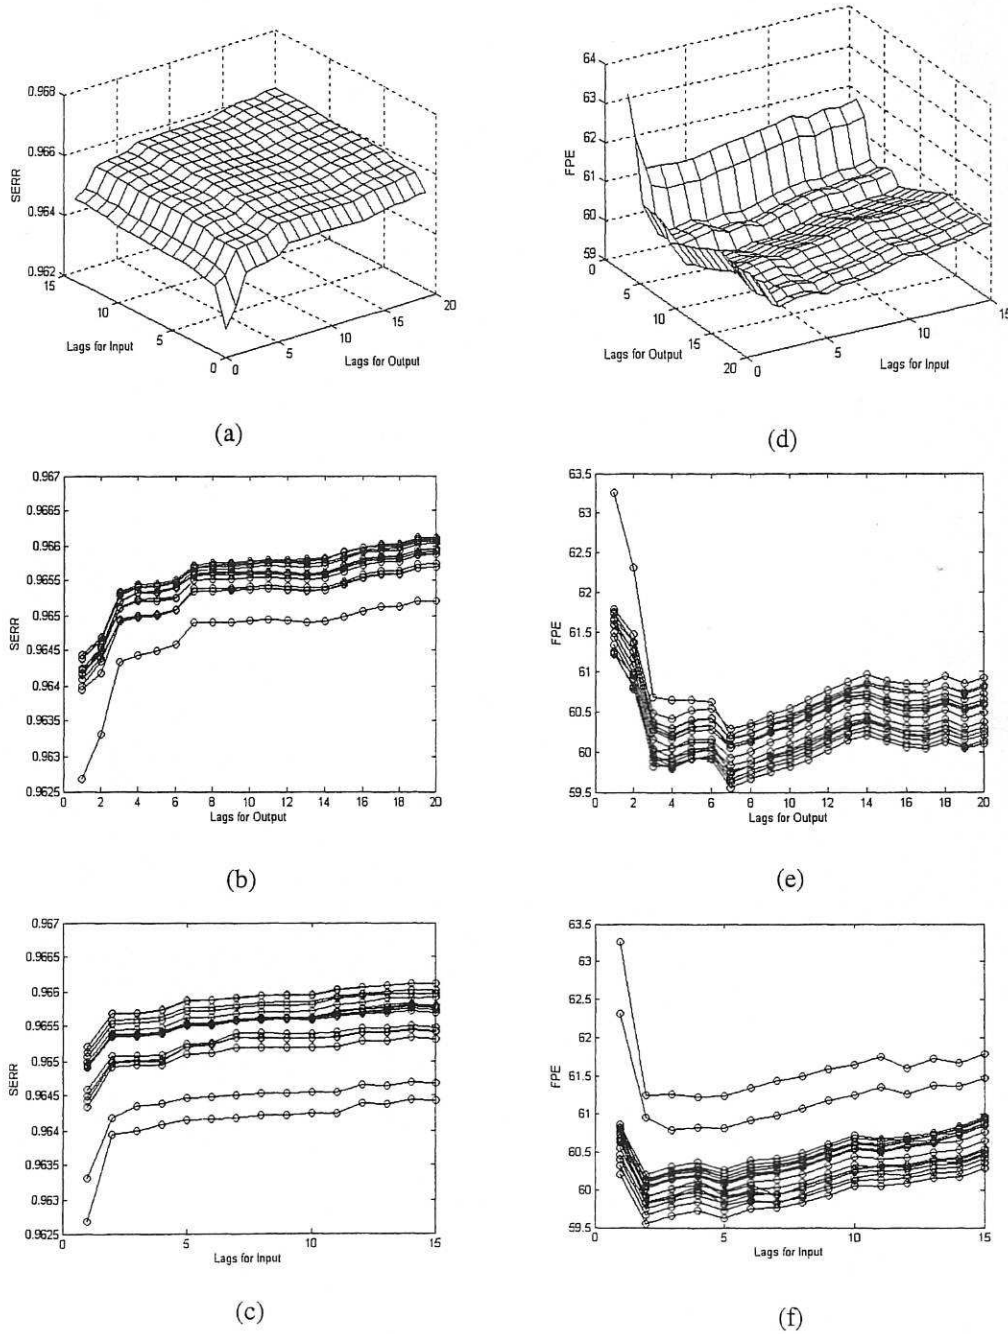 0.968
0.966
0.964
0.962
SERR
15
10
5
0
Lags for Input
0
5
10
15
20
Lags for Output
(a)
64
63
62
61
60
59
FPE
0
5
10
15
20
Lags for Output
0
5
10
15
Lags for Input
(d)
0.967
0.9665
0.966
0.9655
0.965
0.9645
0.964
0.9635
0.963
0.9625
SERR
0 2 4 6 8 10 12 14 16 18 20
Lags for Output
(b)
63.5
63
62.5
62
61.5
61
60.5
60
59.5
FPE
0 2 4 6 8 10 12 14 16 18 20
Lags for Output
(e)
0.967
0.9665
0.966
0.9655
0.965
0.9645
0.964
0.9635
0.963
0.9625
SERR
0 5 10 15
Lags for Input
(c)
63.5
63
62.5
62
61.5
61
60.5
60
59.5
FPE
0 5 10 15
Lags for Input
(f)